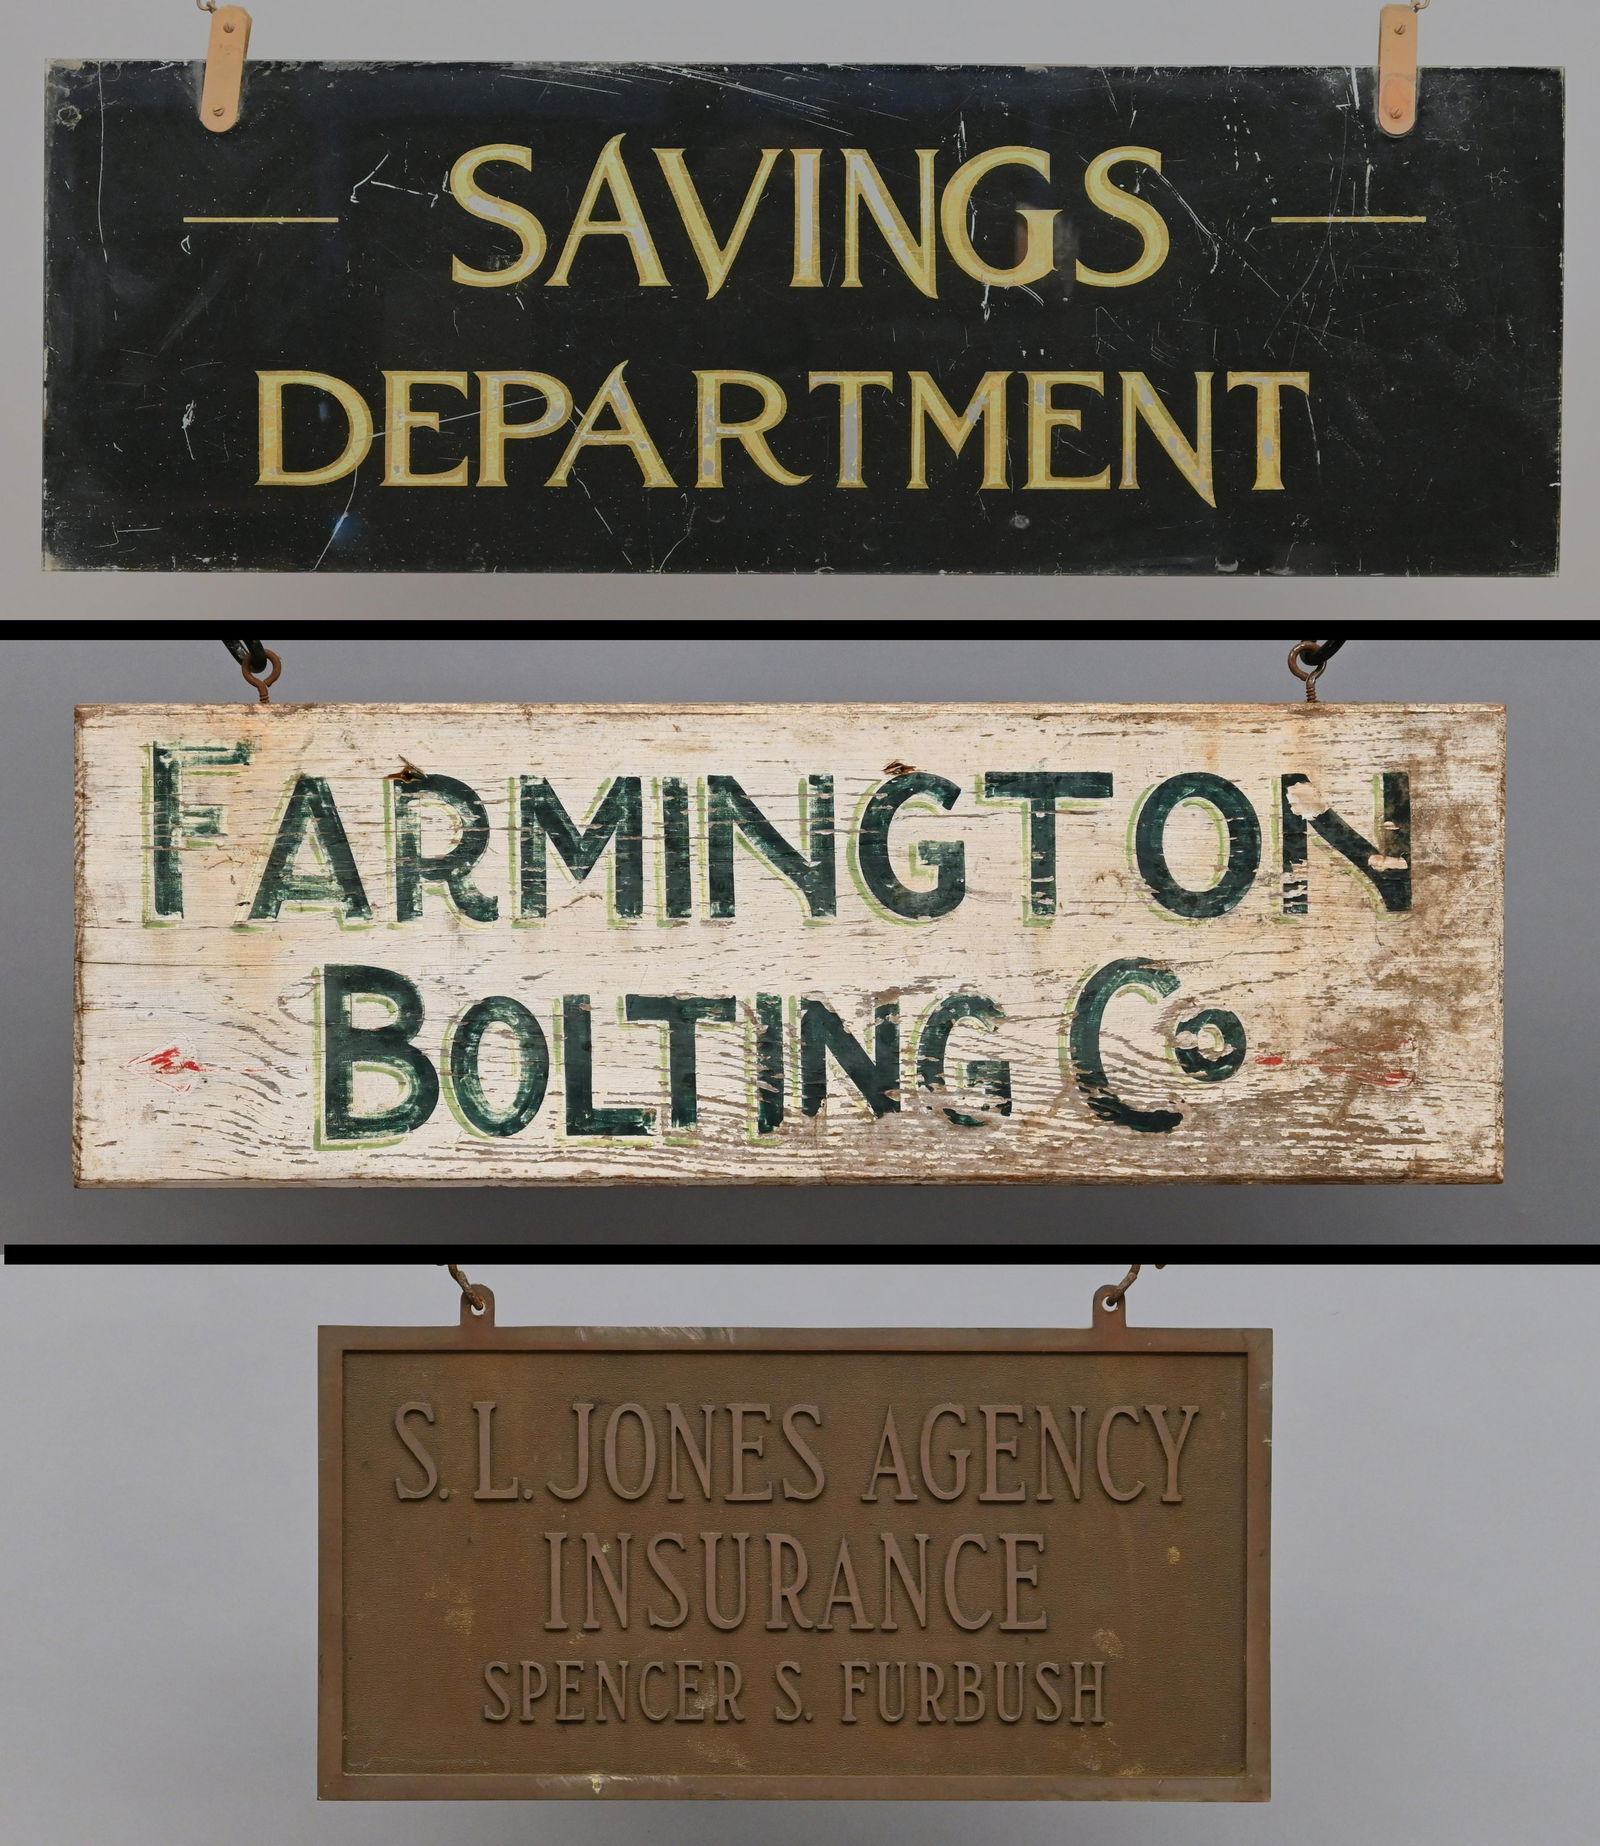 SAVINGS
DEPARTMENT
FARMINGTON
BOLTING Co
S. L. JONES AGENCY
INSURANCE
SPENCER S. FURBUSH